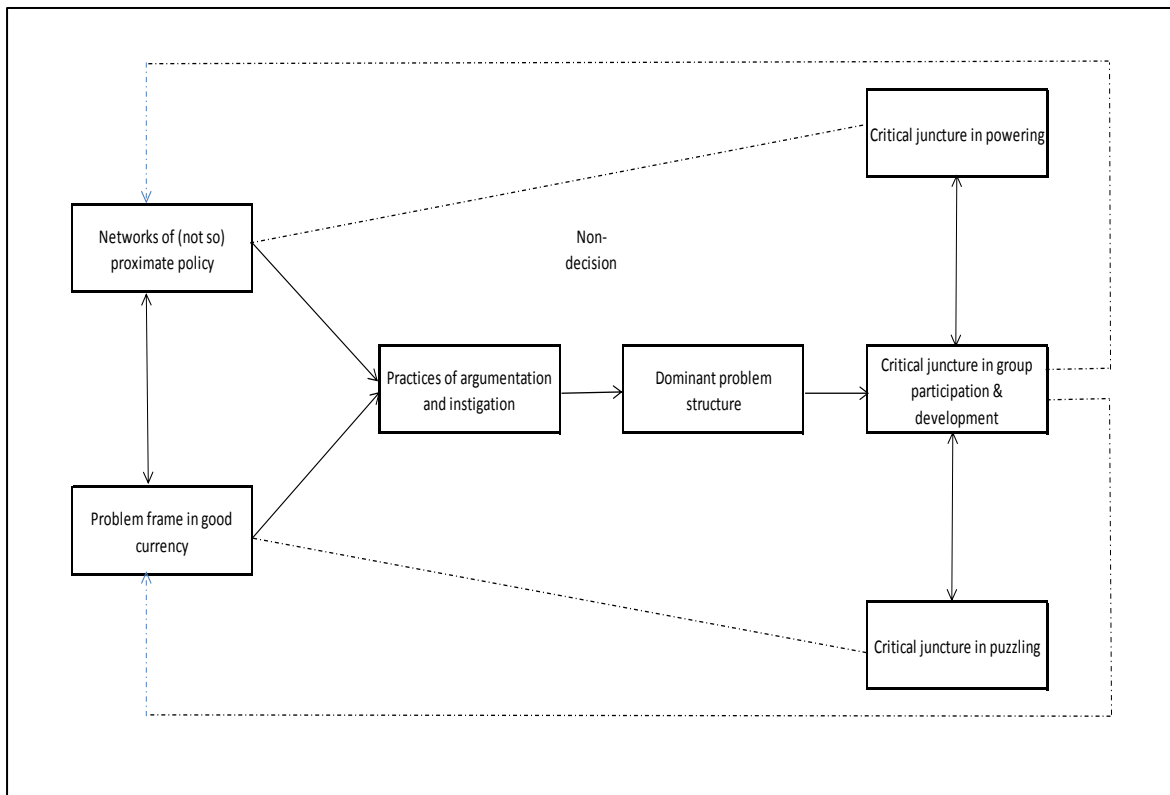 Critical juncture in powering
Networks of (not so)
proximate policy
Non-
decision
Practices of argumentation
and instigation
Dominant problem
structure
Critical juncture in group
participation &
development
Problem frame in good
currency
Critical juncture in puzzling